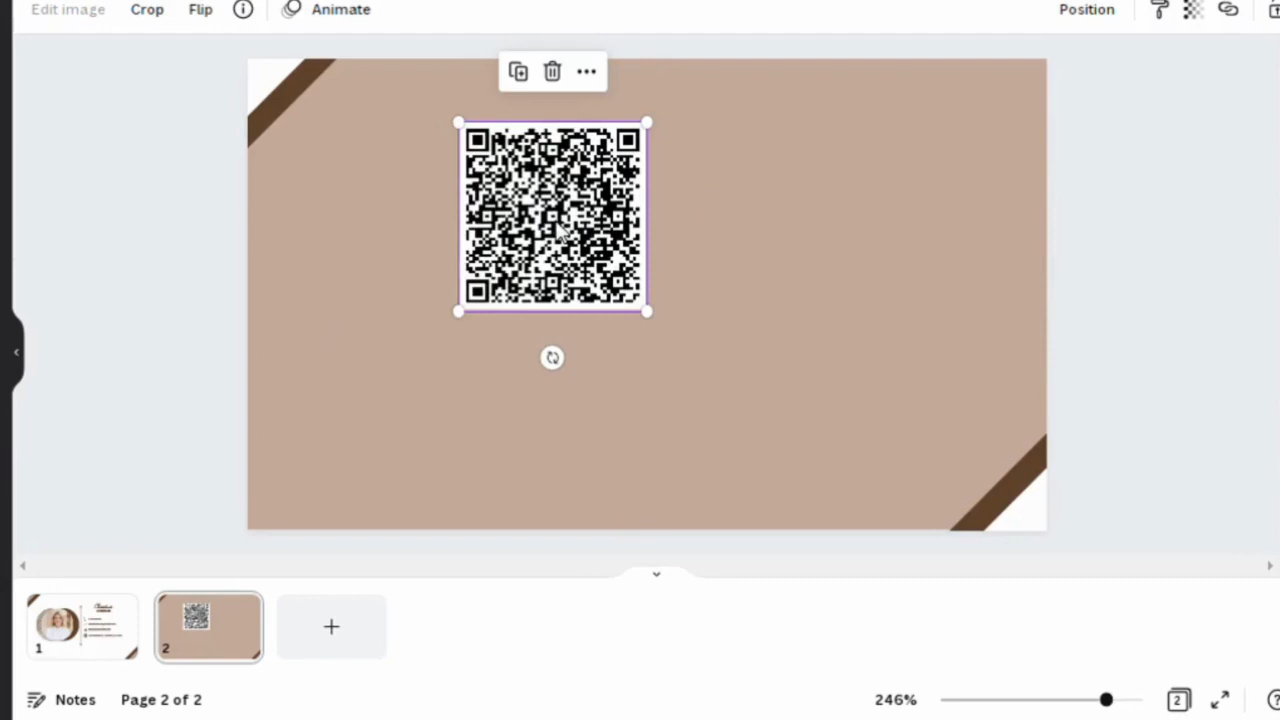 Edit image Crop Flip Animate Position
1
2
Notes Page 2 of 2 246% 2 ?